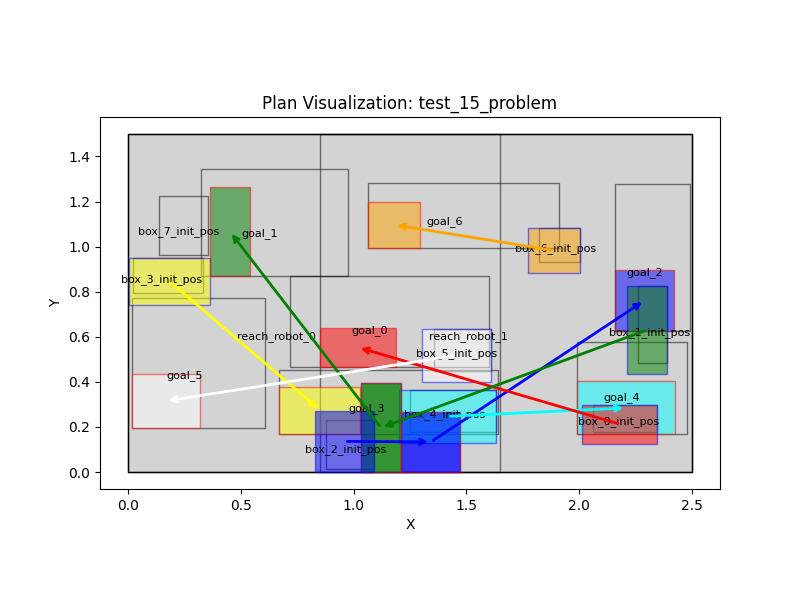 Plan Visualization: test_15_problem
1.4
1.2
1.0
0.8
0.6
0.4
0.2
0.0
Y
box_7_init_pos
goal_1
goal_6
box_6_init_pos
box_3_init_pos
goal_2
reach_robot_0
goal_0
reach_robot_1
box_1_init_pos
box_5_init_pos
goal_5
goal_3
box_4_init_pos
goal_4
box_0_init_pos
box_2_init_pos
0.0 0.5 1.0 1.5 2.0 2.5
X